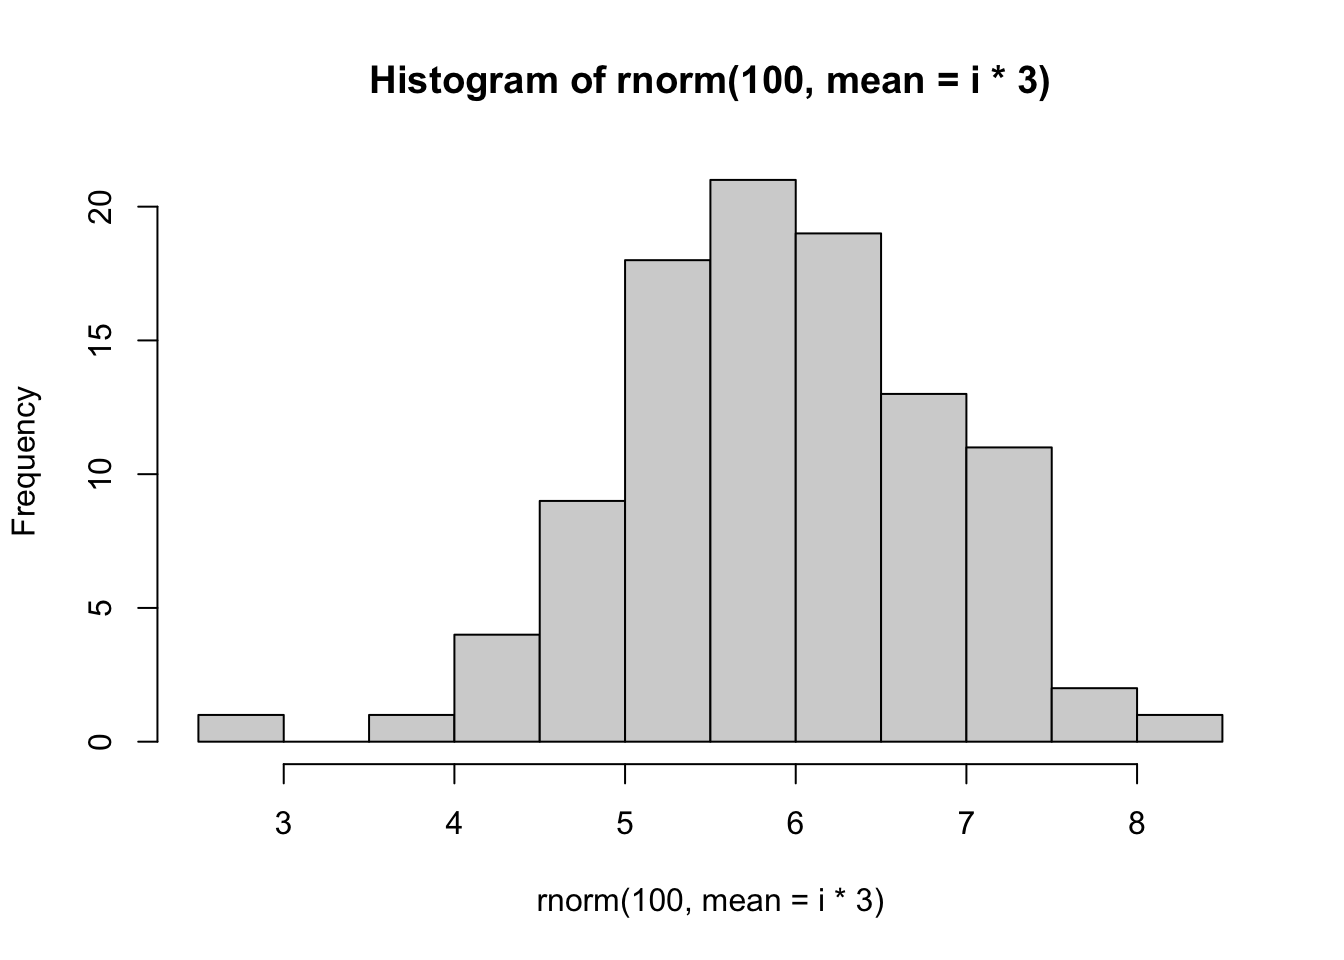 Histogram of rnorm(100, mean = i * 3)
20
15
10
5
0
Frequency
3 4 5 6 7 8
rnorm(100, mean = i * 3)